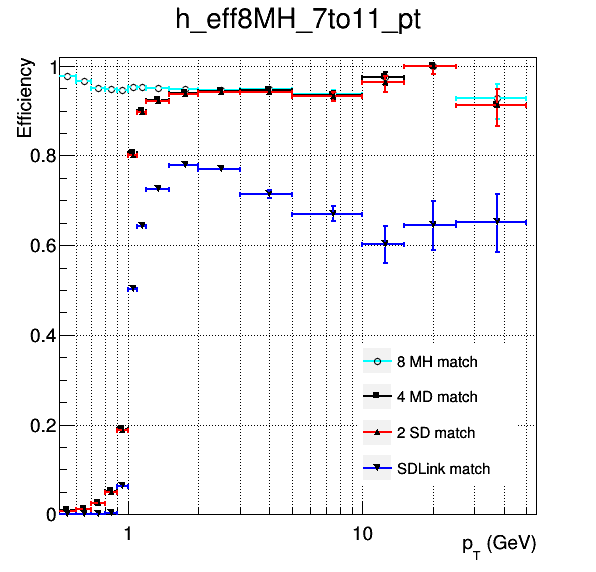 h_eff8MH_7to11_pt
Efficiency
1
0.8
0.6
0.4
0.2
0
8 MH match
4 MD match
2 SD match
SDLink match
1
10
p_T (GeV)